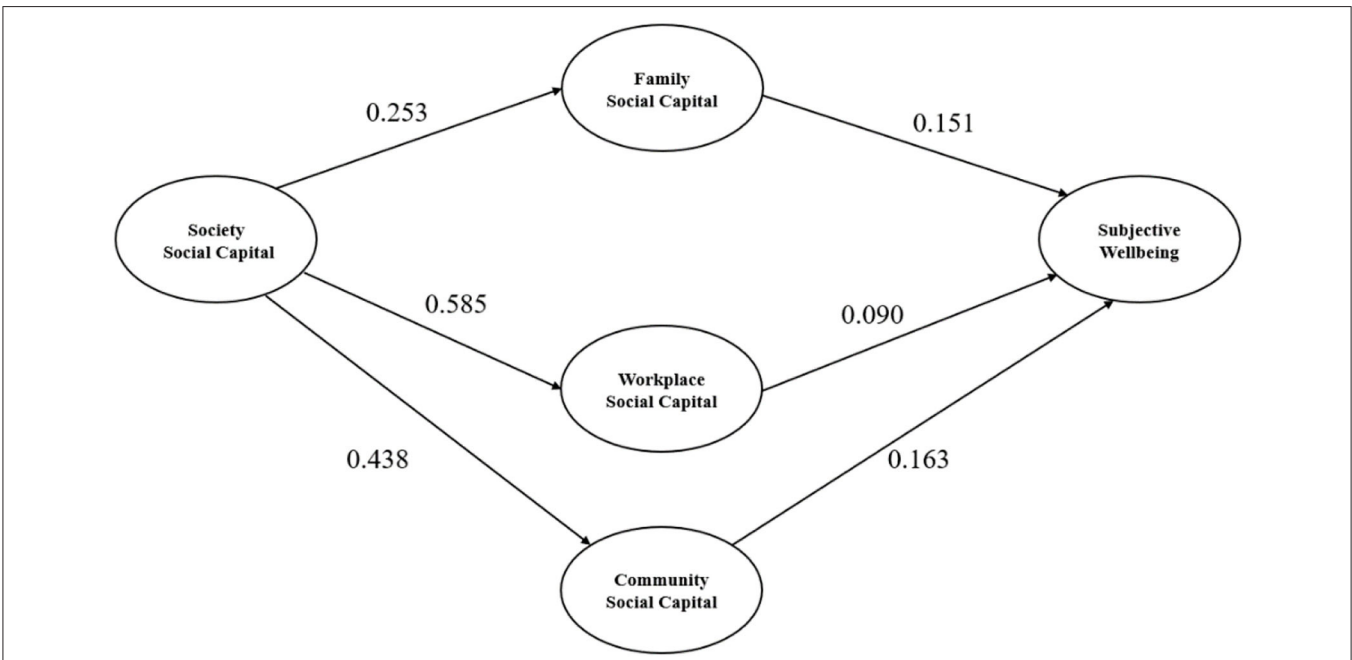 Family
Social Capital
0.253
0.151
Society
Social Capital
Subjective
Wellbeing
0.585
0.090
Workplace
Social Capital
0.438
0.163
Community
Social Capital